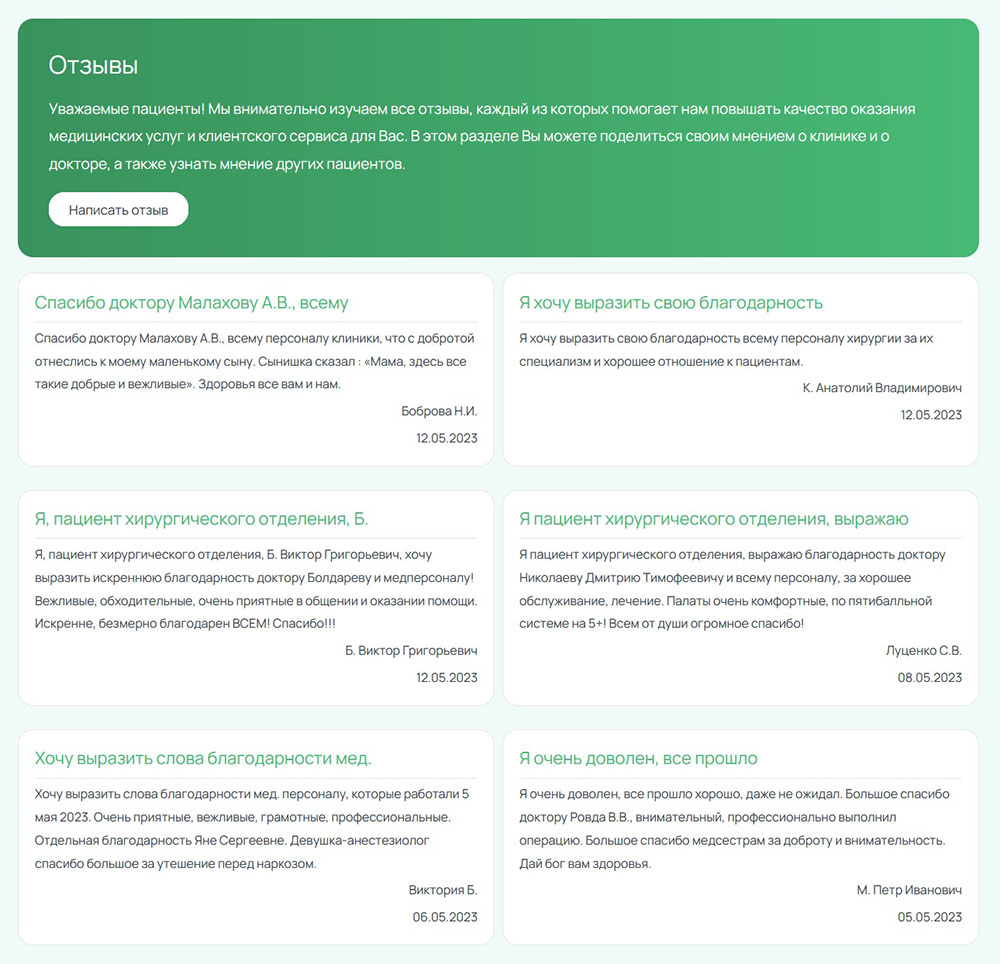 Отзывы
Уважаемые пациенты! Мы внимательно изучаем все отзывы, каждый из которых помогает нам повышать качество оказания
медицинских услуг и клиентского сервиса для Вас. В этом разделе Вы можете поделиться своим мнением о клинике и о
докторе, а также узнать мнение других пациентов.
Написать отзыв
Спасибо доктору Малахову А.В., всему
Спасибо доктору Малахову А.В., всему персоналу клиники, что с добротой
отнеслись к моему маленькому сыну. Сынишка сказал : «Мама, здесь все
такие добрые и вежливые». Здоровья все вам и нам.
Боброва Н.И.
12.05.2023
Я хочу выразить свою благодарность
Я хочу выразить свою благодарность всему персоналу хирургии за их
специализм и хорошее отношение к пациентам.
К. Анатолий Владимирович
12.05.2023
Я, пациент хирургического отделения, Б.
Я, пациент хирургического отделения, Б. Виктор Григорьевич, хочу
выразить искреннюю благодарность доктору Болдареву и медперсоналу!
Вежливые, обходительные, очень приятные в общении и оказании помощи.
Искренне, безмерно благодарен ВСЕМ! Спасибо!!!
Б. Виктор Григорьевич
12.05.2023
Я пациент хирургического отделения, выражаю
Я пациент хирургического отделения, выражаю благодарность доктору
Николаеву Дмитрию Тимофеевичу и всему персоналу, за хорошее
обслуживание, лечение. Палаты очень комфортные, по пятибалльной
системе на 5+! Всем от души огромное спасибо!
Луценко С.В.
08.05.2023
Хочу выразить слова благодарности мед.
Хочу выразить слова благодарности мед. персоналу, которые работали 5
мая 2023. Очень приятные, вежливые, грамотные, профессиональные.
Отдельная благодарность Яне Сергеевне. Девушка-анестезиолог
спасибо большое за утешение перед наркозом.
Виктория Б.
06.05.2023
Я очень доволен, все прошло
Я очень доволен, все прошло хорошо, даже не ожидал. Большое спасибо
доктору Ровда В.В., внимательный, профессионально выполнил
операцию. Большое спасибо медсестрам за доброту и внимательность.
Дай бог вам здоровья.
М. Петр Иванович
05.05.2023